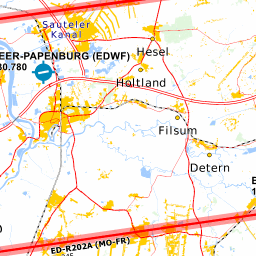 Sauteler
Kanal
Hesel
EER-PAPENBURG (EDWF)
30.780
Holtland
Filsum
Detern
E
ED-R202A (MO-FR)